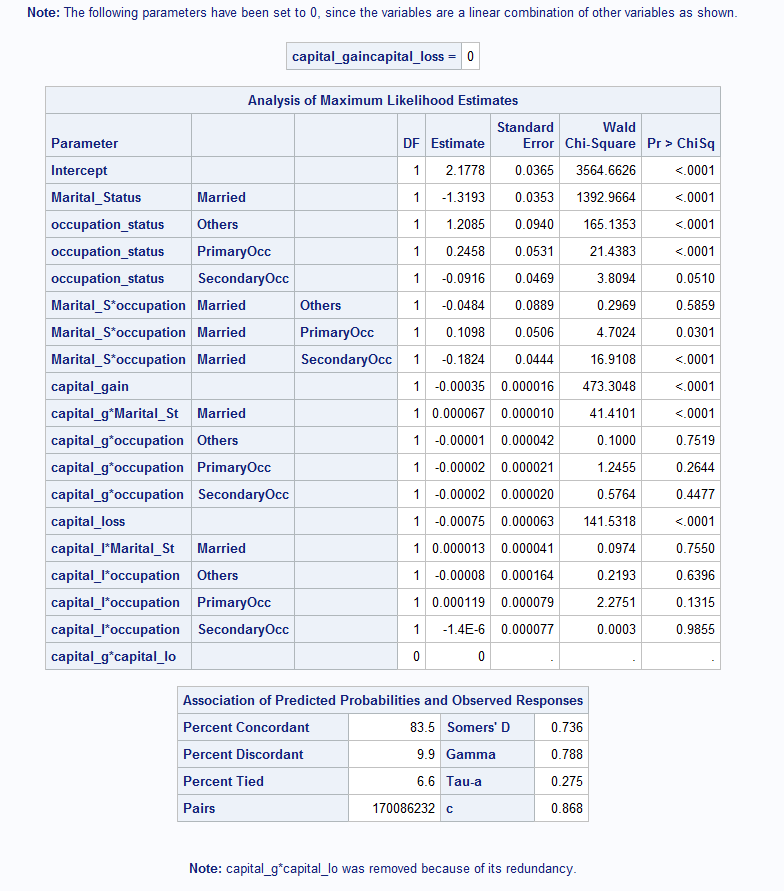 Note: The following parameters have been set to 0, since the variables are a linear combination of other variables as shown.
capital_gaincapital_loss = 0
Analysis of Maximum Likelihood Estimates
Parameter DF Estimate Standard Error Wald Chi-Square Pr > ChiSq
Intercept 1 2.1778 0.0365 3564.6626 <.0001
Marital_Status Married 1 -1.3193 0.0353 1392.9664 <.0001
occupation_status Others 1 1.2085 0.0940 165.1353 <.0001
occupation_status PrimaryOcc 1 0.2458 0.0531 21.4383 <.0001
occupation_status SecondaryOcc 1 -0.0916 0.0469 3.8094 0.0510
Marital_S*occupation Married Others 1 -0.0484 0.0889 0.2969 0.5859
Marital_S*occupation Married PrimaryOcc 1 0.1098 0.0506 4.7024 0.0301
Marital_S*occupation Married SecondaryOcc 1 -0.1824 0.0444 16.9108 <.0001
capital_gain 1 -0.00035 0.000016 473.3048 <.0001
capital_g*Marital_St Married 1 0.000067 0.000010 41.4101 <.0001
capital_g*occupation Others 1 -0.00001 0.000042 0.1000 0.7519
capital_g*occupation PrimaryOcc 1 -0.00002 0.000021 1.2455 0.2644
capital_g*occupation SecondaryOcc 1 -0.00002 0.000020 0.5764 0.4477
capital_loss 1 -0.00075 0.000063 141.5318 <.0001
capital_l*Marital_St Married 1 0.000013 0.000041 0.0974 0.7550
capital_l*occupation Others 1 -0.00008 0.000164 0.2193 0.6396
capital_l*occupation PrimaryOcc 1 0.000119 0.000079 2.2751 0.1315
capital_l*occupation SecondaryOcc 1 -1.4E-6 0.000077 0.0003 0.9855
capital_g*capital_lo 0 0 . . .
Association of Predicted Probabilities and Observed Responses
Percent Concordant 83.5 Somers' D 0.736
Percent Discordant 9.9 Gamma 0.788
Percent Tied 6.6 Tau-a 0.275
Pairs 170086232 c 0.868
Note: capital_g*capital_lo was removed because of its redundancy.